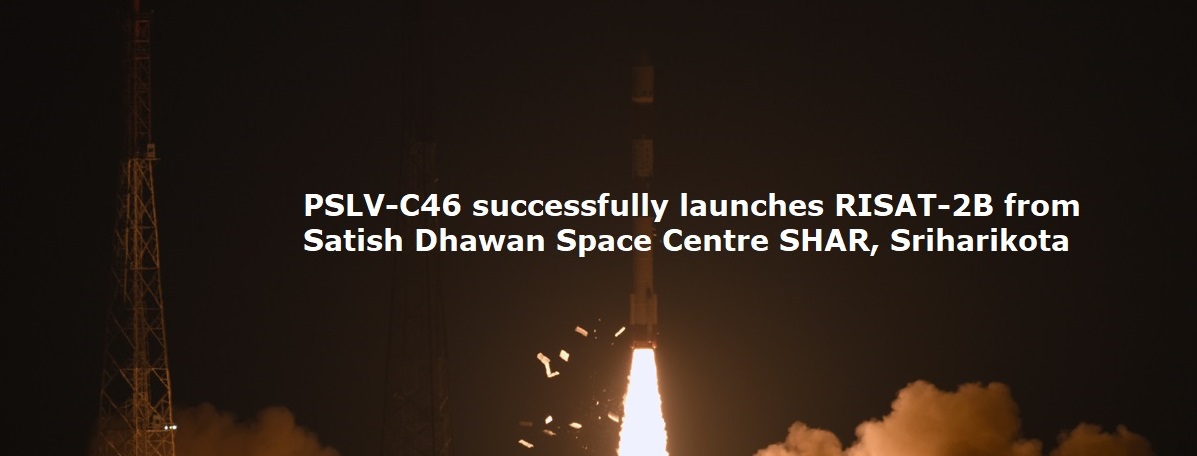 PSLV-C46 successfully launches RISAT-2B from
Satish Dhawan Space Centre SHAR, Sriharikota